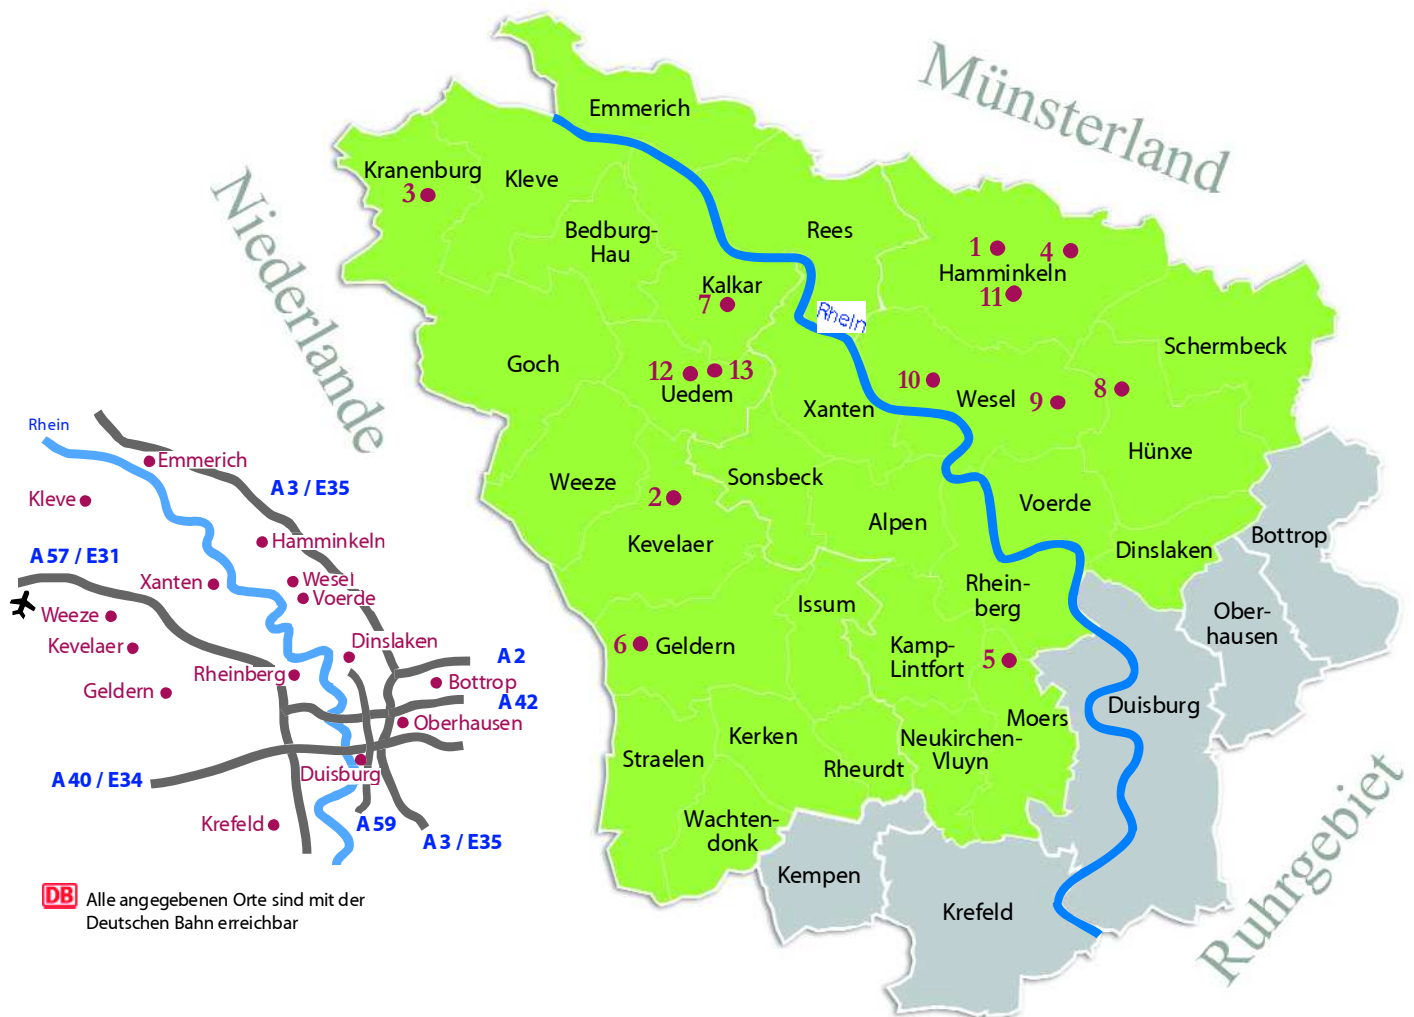 Münsterland
Niederlande
Ruhrgebiet
Emmerich
Kranenburg
3
Kleve
Bedburg-
Hau
Rees
1
4
Hamminkeln
11
Kalkar
7
Rhein
Schermbeck
Goch
12
13
Uedem
10
Wesel
9
8
Xanten
Hünxe
Weeze
2
Sonsbeck
Voerde
Alpen
Kevelaer
Dinslaken
Bottrop
Issum
Rhein-
berg
Ober-
hausen
6
Geldern
Kamp-
Lintfort
5
Duisburg
Moers
Straelen
Kerken
Rheurdt
Neukirchen-
Vluyn
Wachten-
donk
Kempen
Krefeld
Rhein
Emmerich
A 3 / E35
Kleve
Hamminkeln
A 57 / E31
Xanten
Wesel
Voerde
Weeze
Kevelaer
Dinslaken
A 2
Rheinberg
Bottrop
Geldern
A 42
Oberhausen
Duisburg
A 40 / E34
Krefeld
A 59
A 3 / E35
DB
Alle angegebenen Orte sind mit der
Deutschen Bahn erreichbar